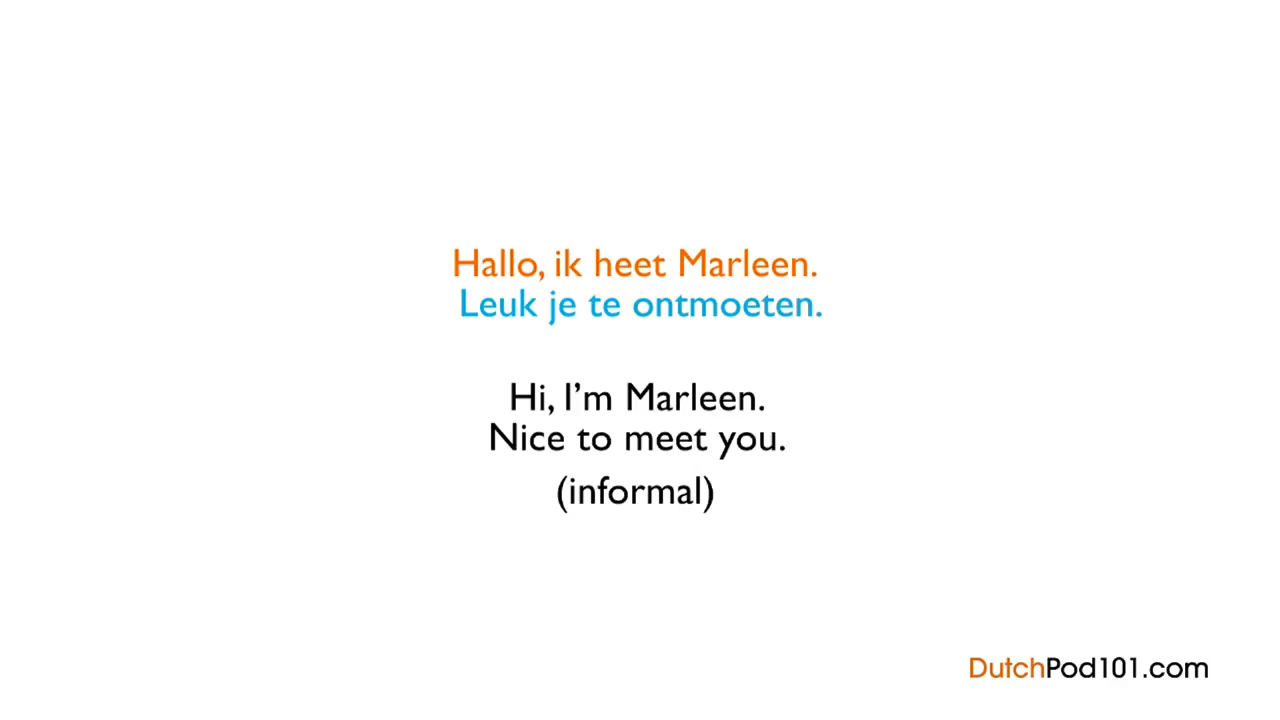 Hallo, ik heet Marleen.
Leuk je te ontmoeten.
Hi, I'm Marleen.
Nice to meet you.
(informal)
DutchPod101.com